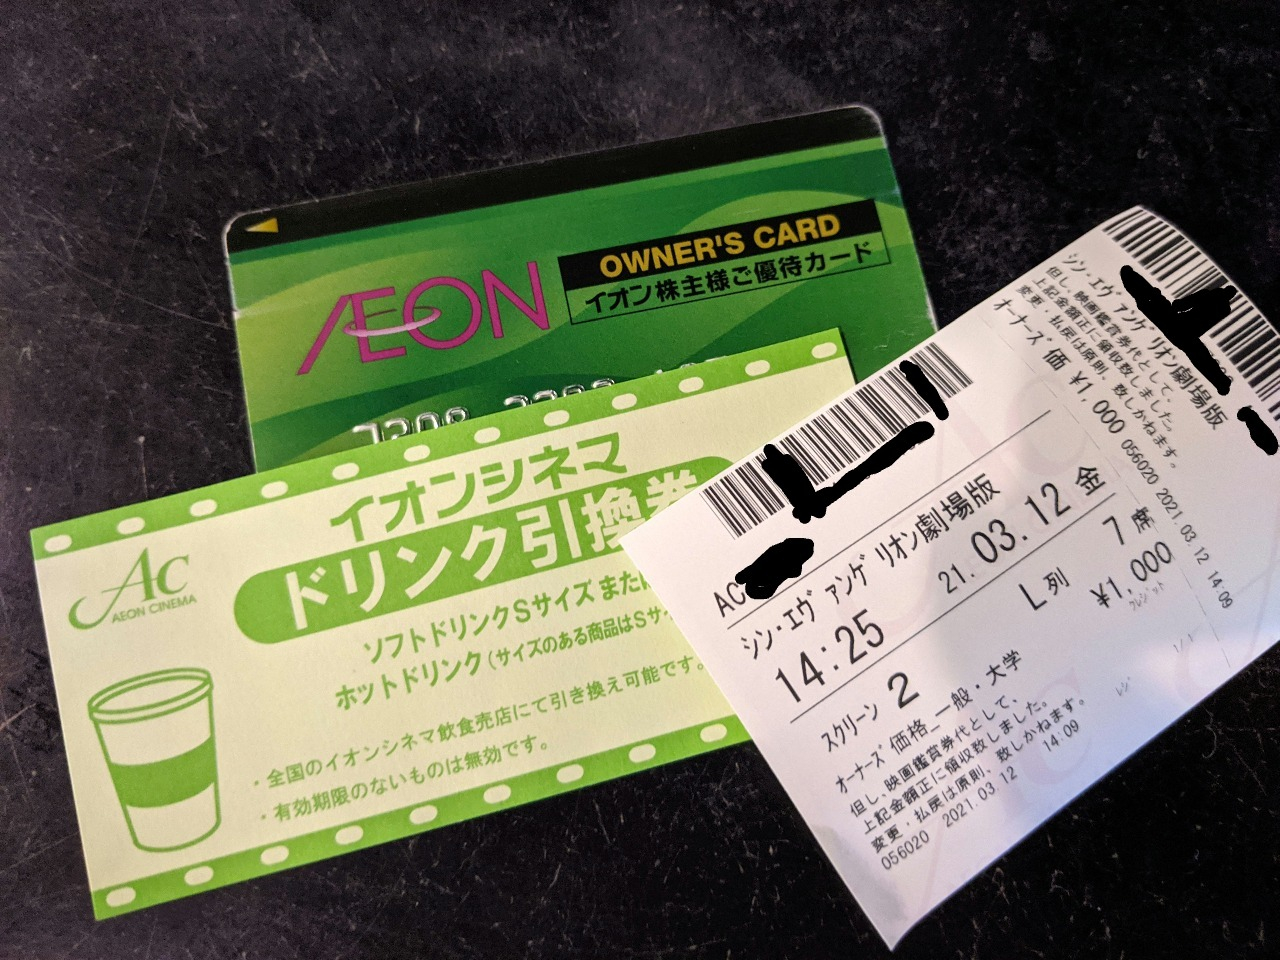 ÆON
OWNER'S CARD
イオン株主様ご優待カード
7208
イオンシネマ
ドリンク引換券
Ac
AEON CINEMA
ソフトドリンクSサイズ または
ホットドリンク(サイズのある商品はSサ
・全国のイオンシネマ飲食売店にて引き換え可能です。
・有効期限のないものは無効です。
AC
シン・エヴァンゲリオン劇場版
14:25
21.03.12 金
スクリーン 2
L列 7席
オーナーズ価格_一般・大学
¥1,000
クレジット
但し、映画鑑賞券代として、
上記金額正に領収致しました。
変更・払戻は原則、致しかねます。
056020 2021.03.12 14:09
シン・エヴァンゲリオン劇場版
但し、映画鑑賞券代として、
上記金額正に領収致しました。
変更・払戻は原則、致しかねます。
オーナーズ価 ¥1,000 056020 2021.03.12 14:09